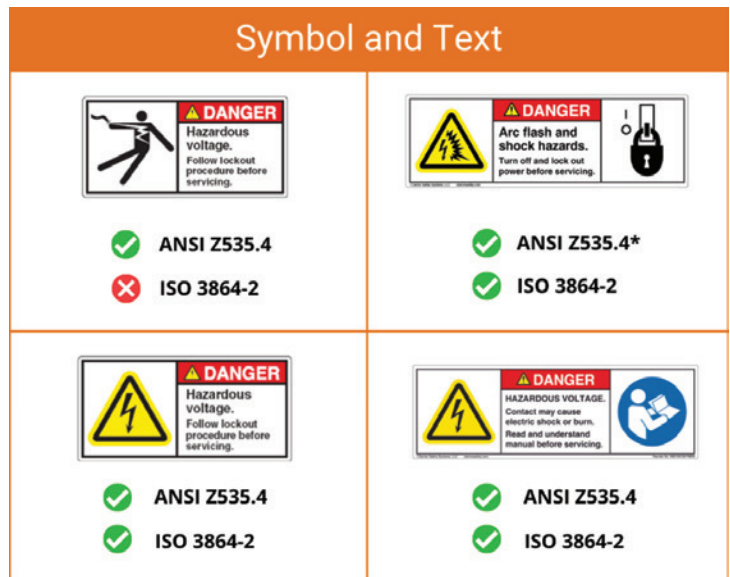 Symbol and Text
DANGER
Hazardous
voltage.
Follow lockout
procedure before
servicing.
ANSI Z535.4
ISO 3864-2
DANGER
Arc flash and
shock hazards.
Turn off and lock out
power before servicing.
I
O
ANSI Z535.4*
ISO 3864-2
DANGER
Hazardous
voltage.
Follow lockout
procedure before
servicing.
ANSI Z535.4
ISO 3864-2
DANGER
HAZARDOUS VOLTAGE.
Contact may cause
electric shock or burn.
Read and understand
manual before servicing.
ANSI Z535.4
ISO 3864-2